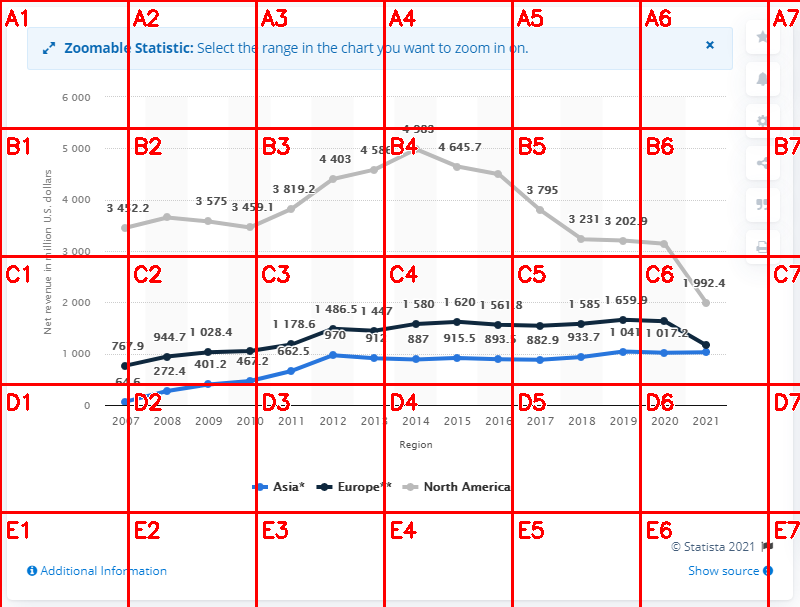 A1 A2 A3 A4 A5 A6 A7
Zoomable Statistic: Select the range in the chart you want to zoom in on. ×
6 000
B1 B2 B3 B4 B5 B6 B7
Net revenue in million U.S. dollars
5 000
4 000
3 000
3 452.2 3 575 3 459.1 3 819.2 4 403 4 983 4 645.7 3 795 3 231 3 202.9 1 992.4
C1 C2 C3 C4 C5 C6 C7
2 000
1 000
0
767.9 944.7 1 028.4 1 178.6 1 486.5 1 447 1 580 1 620 1 561.8 1 585 1 659.9
64.6 272.4 401.2 467.2 662.5 970 912 887 915.5 893.5 882.9 933.7 1 041 1 017.2
D1 D2 D3 D4 D5 D6 D7
2007 2008 2009 2010 2011 2012 2013 2014 2015 2016 2017 2018 2019 2020 2021
Region
Asia* Europe** North America
E1 E2 E3 E4 E5 E6 E7
© Statista 2021
Additional Information
Show source